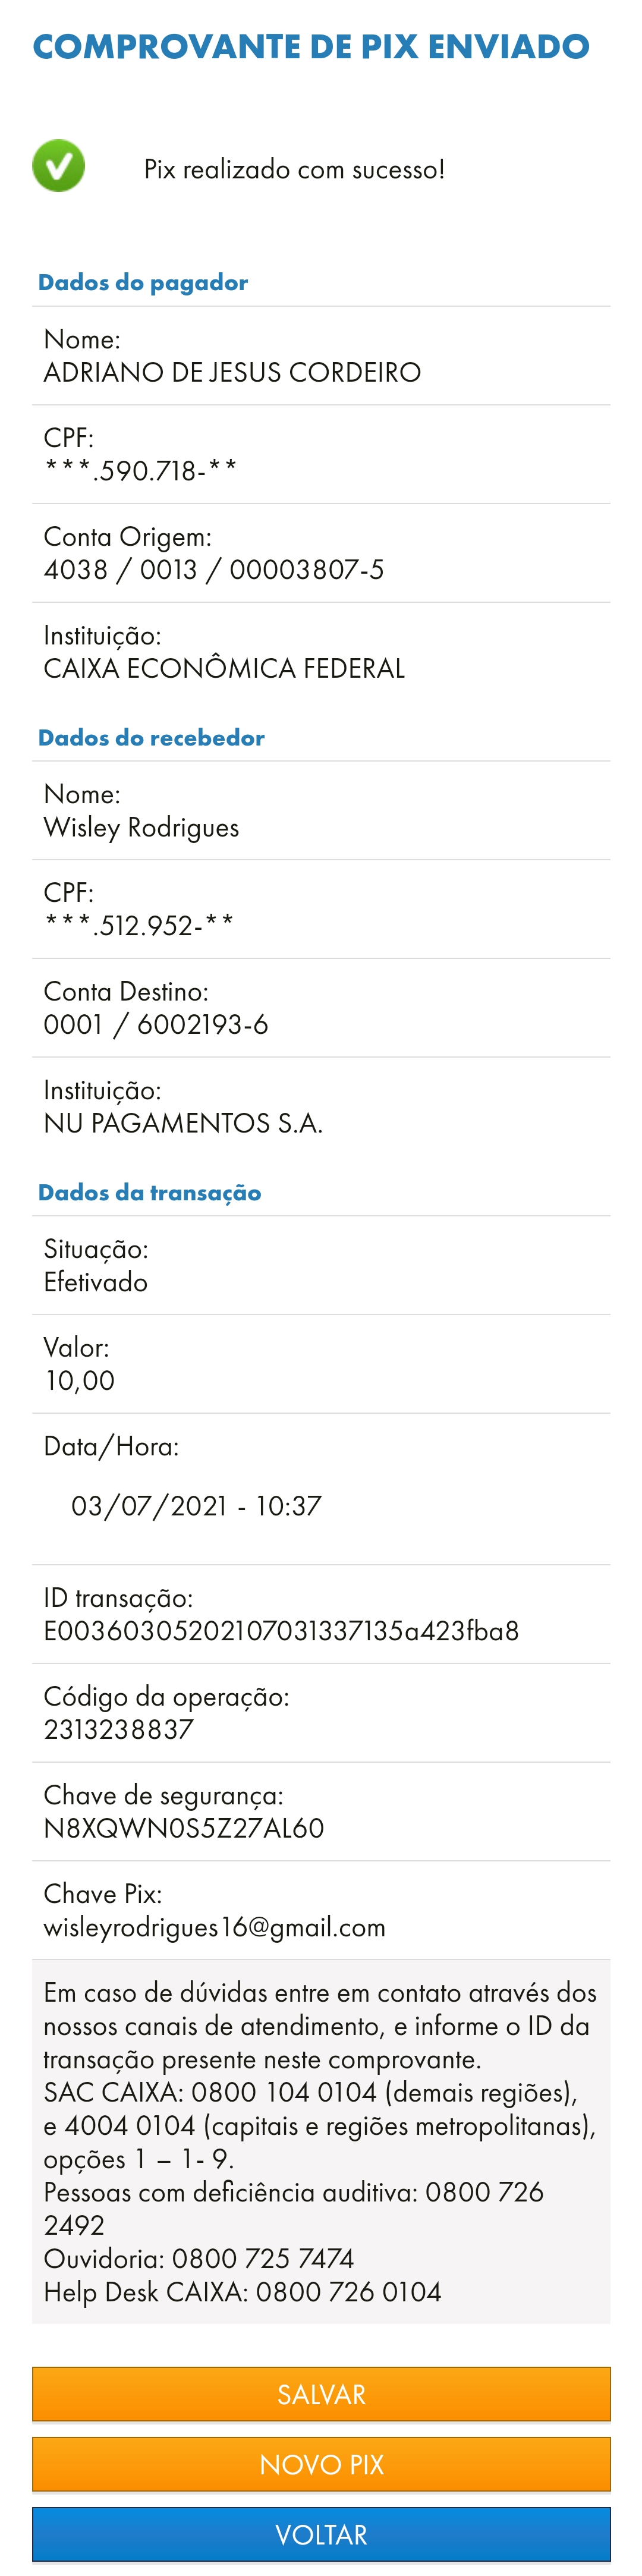 COMPROVANTE DE PIX ENVIADO
Pix realizado com sucesso!
Dados do pagador
Nome:
ADRIANO DE JESUS CORDEIRO
CPF:
***.590.718-**
Conta Origem:
4038 / 0013 / 00003807-5
Instituição:
CAIXA ECONÔMICA FEDERAL
Dados do recebedor
Nome:
Wisley Rodrigues
CPF:
***.512.952-**
Conta Destino:
0001 / 6002193-6
Instituição:
NU PAGAMENTOS S.A.
Dados da transação
Situação:
Efetivado
Valor:
10,00
Data/Hora:
03/07/2021 - 10:37
ID transação:
E00360305202107031337135a423fba8
Código da operação:
2313238837
Chave de segurança:
N8XQWN0S5Z27AL60
Chave Pix:
wisleyrodrigues16@gmail.com
Em caso de dúvidas entre em contato através dos
nossos canais de atendimento, e informe o ID da
transação presente neste comprovante.
SAC CAIXA: 0800 104 0104 (demais regiões),
e 4004 0104 (capitais e regiões metropolitanas),
opções 1 – 1- 9.
Pessoas com deficiência auditiva: 0800 726
2492
Ouvidoria: 0800 725 7474
Help Desk CAIXA: 0800 726 0104
SALVAR
NOVO PIX
VOLTAR